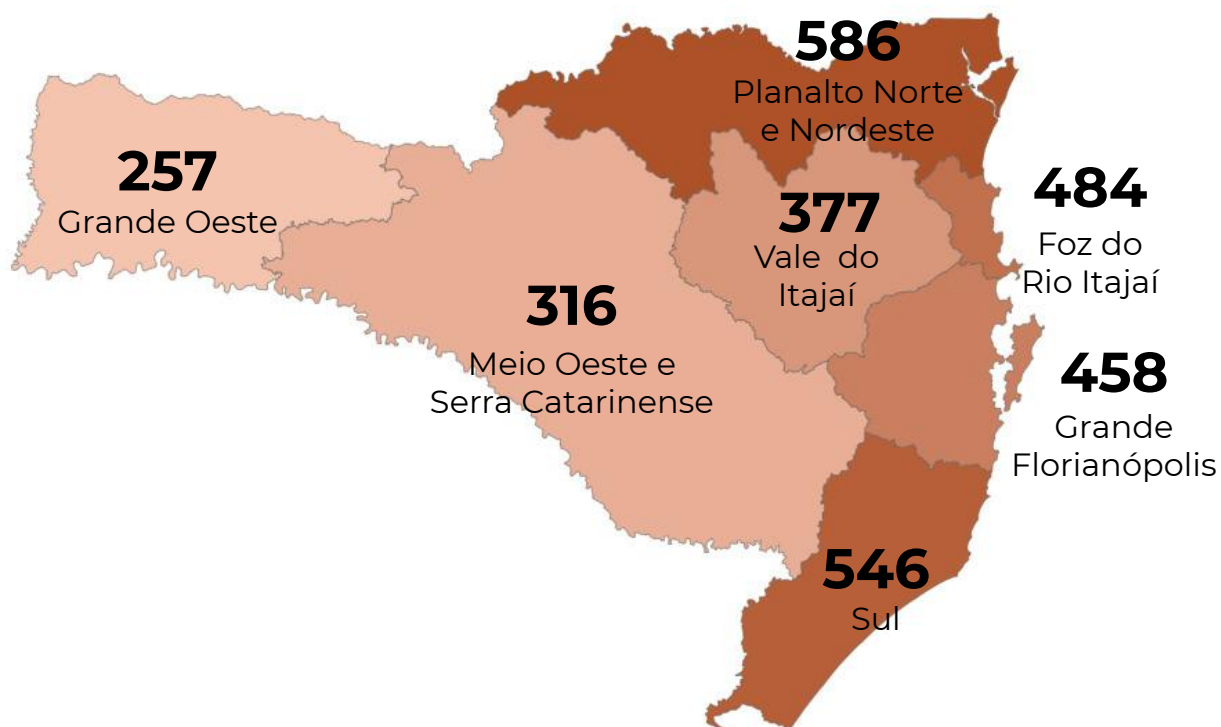 586
Planalto Norte
e Nordeste
257
Grande Oeste
484
Foz do
Rio Itajaí
377
Vale do
Itajaí
316
Meio Oeste e
Serra Catarinense
458
Grande
Florianópolis
546
Sul